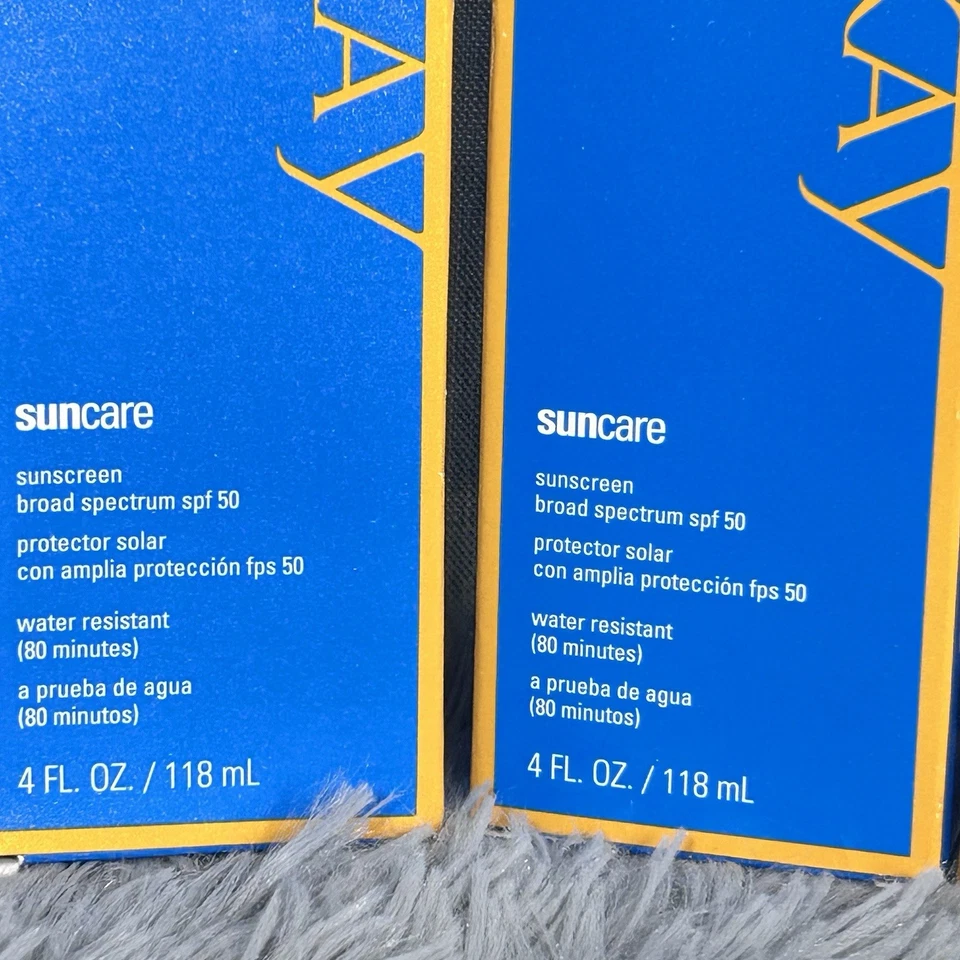 AY
suncare
sunscreen
broad spectrum spf 50
protector solar
con amplia protección fps 50
water resistant
(80 minutes)
a prueba de agua
(80 minutos)
4 FL. OZ. / 118 mL
KAY
suncare
sunscreen
broad spectrum spf 50
protector solar
con amplia protección fps 50
water resistant
(80 minutes)
a prueba de agua
(80 minutos)
4 FL. OZ. / 118 mL